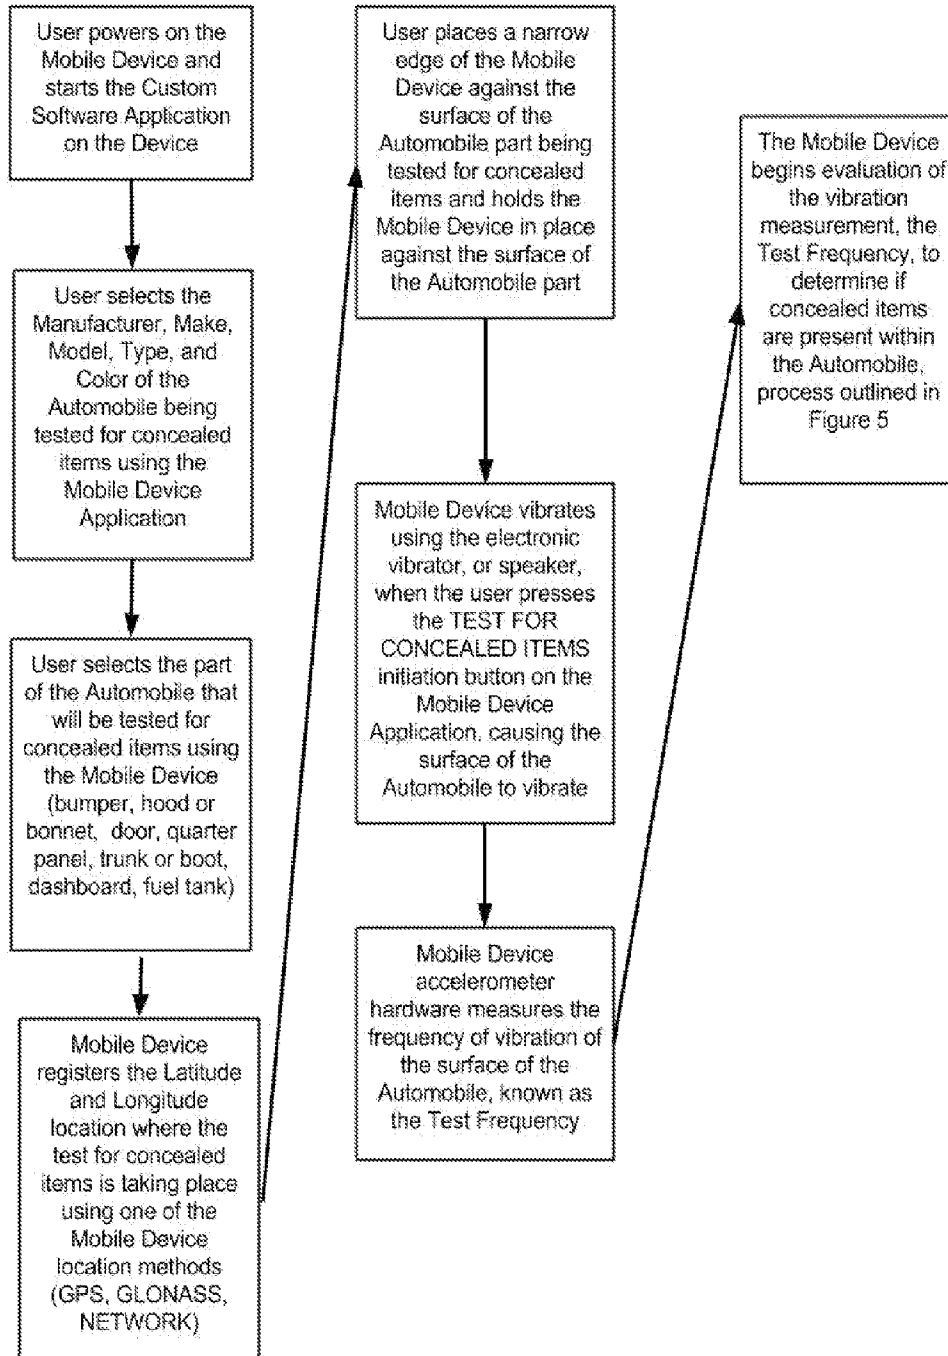 User powers on the
Mobile Device and
starts the Custom
Software Application
on the Device
User selects the
Manufacturer, Make,
Model, Type, and
Color of the
Automobile being
tested for concealed
items using the
Mobile Device
Application
User selects the part
of the Automobile that
will be tested for
concealed items using
the Mobile Device
(bumper, hood or
bonnet, door, quarter
panel, trunk or boot,
dashboard, fuel tank)
Mobile Device
registers the Latitude
and Longitude
location where the
test for concealed
items is taking place
using one of the
Mobile Device
location methods
(GPS, GLONASS,
NETWORK)
User places a narrow
edge of the Mobile
Device against the
surface of the
Automobile part being
tested for concealed
items and holds the
Mobile Device in place
against the surface of
the Automobile part
Mobile Device vibrates
using the electronic
vibrator, or speaker,
when the user presses
the TEST FOR
CONCEALED ITEMS
initiation button on the
Mobile Device
Application, causing the
surface of the
Automobile to vibrate
Mobile Device
accelerometer
hardware measures the
frequency of vibration of
the surface of the
Automobile, known as
the Test Frequency
The Mobile Device
begins evaluation of
the vibration
measurement, the
Test Frequency, to
determine if
concealed items
are present within
the Automobile,
process outlined in
Figure 5